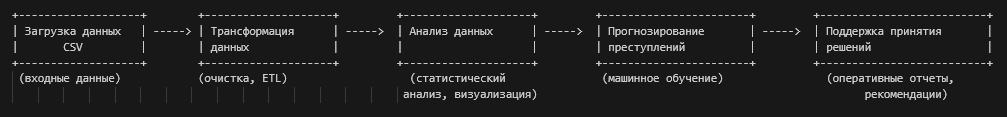 Загрузка данных
CSV
(входные данные)
Трансформация
данных
(очистка, ETL)
Анализ данных
(статистический
анализ, визуализация)
Прогнозирование
преступлений
(машинное обучение)
Поддержка принятия
решений
(оперативные отчеты,
рекомендации)